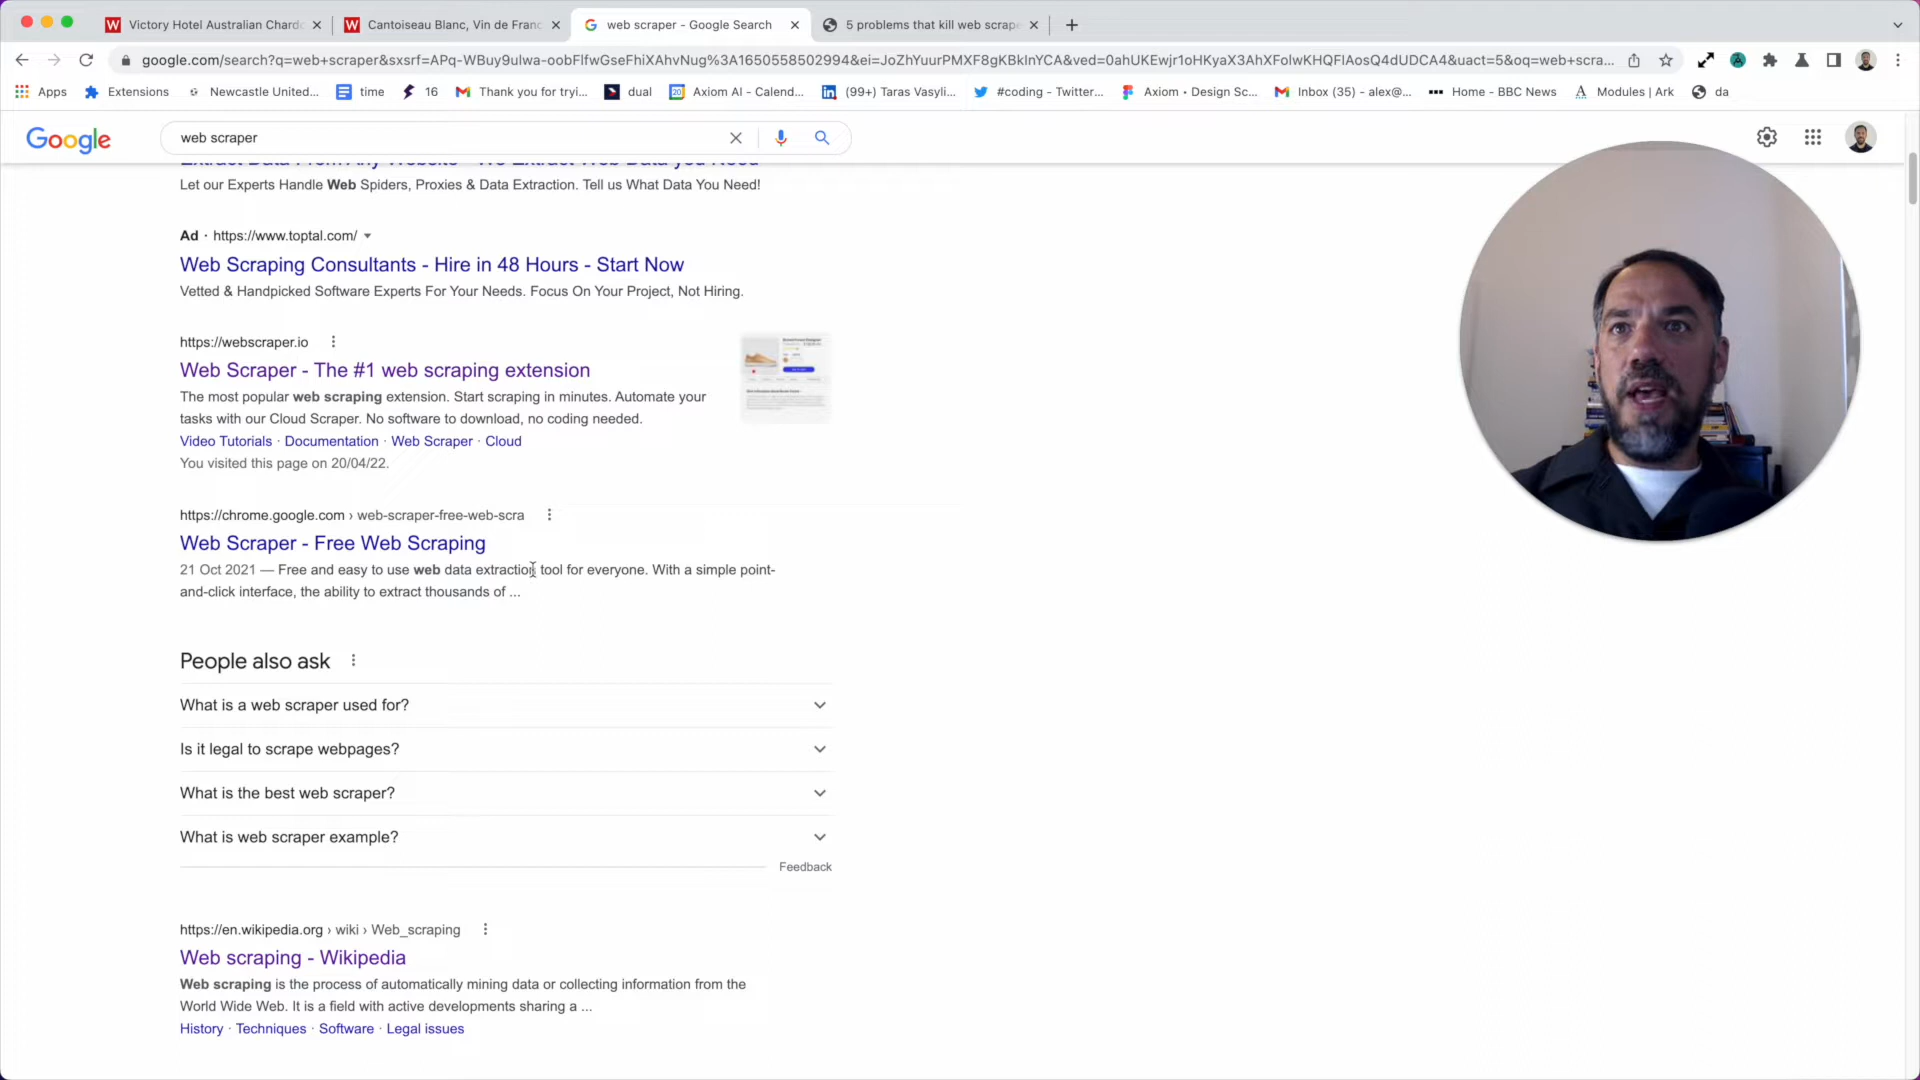 Victory Hotel Australian Chard
Cantoiseau Blanc, Vin de Franc
web scraper - Google Search
5 problems that kill web scrape
google.com/search?q=web+scraper&sxsrf=APq-WBuy9ulwa-oobFlfwGseFhiXAhvNug%3A1650558502994&ei=JoZhYuurPMXF8gKBkInYCA&ved=0ahUKEwjr1oHKyaX3AhXFolwKHQFIAosQ4dUDCA4&uact=5&oq=web+scra...
Apps
Extensions
Newcastle United...
time
16
Thank you for tryi...
dual
20
Axiom AI - Calend...
(99+) Taras Vasyli...
#coding - Twitter...
Axiom • Design Sc...
Inbox (35) - alex@...
Home - BBC News
Modules | Ark
da
Google
web scraper
Extract Data From Any Website - We Extract Web Data you Need
Let our Experts Handle Web Spiders, Proxies & Data Extraction. Tell us What Data You Need!
Ad · https://www.toptal.com/
Web Scraping Consultants - Hire in 48 Hours - Start Now
Vetted & Handpicked Software Experts For Your Needs. Focus On Your Project, Not Hiring.
https://webscraper.io
Web Scraper - The #1 web scraping extension
The most popular web scraping extension. Start scraping in minutes. Automate your
tasks with our Cloud Scraper. No software to download, no coding needed.
Video Tutorials · Documentation · Web Scraper · Cloud
You visited this page on 20/04/22.
https://chrome.google.com › web-scraper-free-web-scra
Web Scraper - Free Web Scraping
21 Oct 2021 — Free and easy to use web data extraction tool for everyone. With a simple point-
and-click interface, the ability to extract thousands of ...
People also ask
What is a web scraper used for?
Is it legal to scrape webpages?
What is the best web scraper?
What is web scraper example?
Feedback
https://en.wikipedia.org › wiki › Web_scraping
Web scraping - Wikipedia
Web scraping is the process of automatically mining data or collecting information from the
World Wide Web. It is a field with active developments sharing a ...
History · Techniques · Software · Legal issues